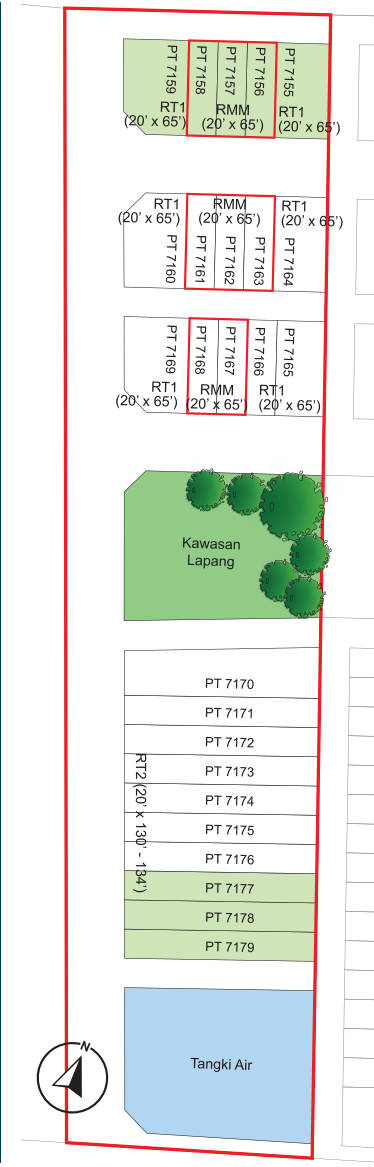 PT 7159
PT 7158
PT 7157
PT 7156
PT 7155
RT1
(20' x 65')
RMM
(20' x 65')
RT1
(20' x 65')
RT1
(20' x 65')
RMM
(20' x 65')
RT1
(20' x 65')
PT 7160
PT 7161
PT 7162
PT 7163
PT 7164
PT 7169
PT 7168
PT 7167
PT 7166
PT 7165
RT1
(20' x 65')
RMM
(20' x 65')
RT1
(20' x 65')
Kawasan
Lapang
PT 7170
PT 7171
PT 7172
PT 7173
PT 7174
PT 7175
PT 7176
PT 7177
PT 7178
PT 7179
RT2 (20' x 130' - 134')
Tangki Air
N